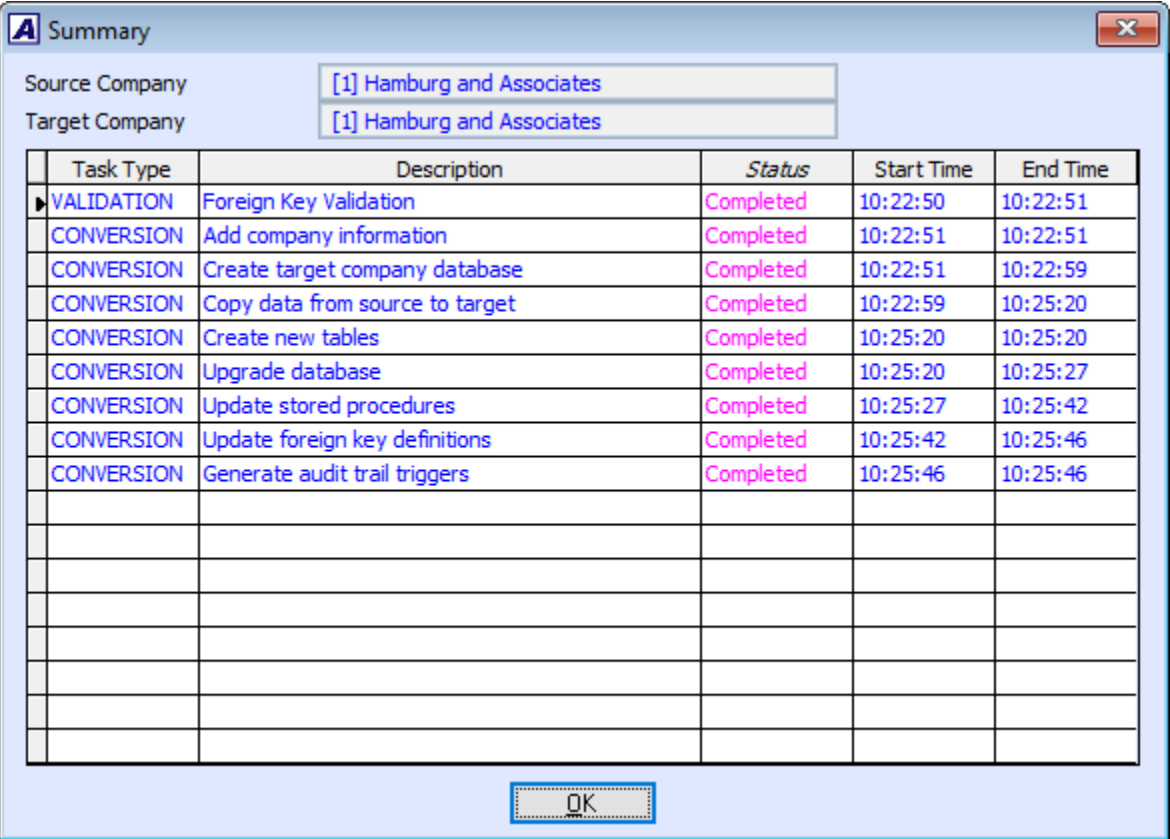 A Summary
Source Company [1] Hamburg and Associates
Target Company [1] Hamburg and Associates
Task Type Description Status Start Time End Time
VALIDATION Foreign Key Validation Completed 10:22:50 10:22:51
CONVERSION Add company information Completed 10:22:51 10:22:51
CONVERSION Create target company database Completed 10:22:51 10:22:59
CONVERSION Copy data from source to target Completed 10:22:59 10:25:20
CONVERSION Create new tables Completed 10:25:20 10:25:20
CONVERSION Upgrade database Completed 10:25:20 10:25:27
CONVERSION Update stored procedures Completed 10:25:27 10:25:42
CONVERSION Update foreign key definitions Completed 10:25:42 10:25:46
CONVERSION Generate audit trail triggers Completed 10:25:46 10:25:46
OK